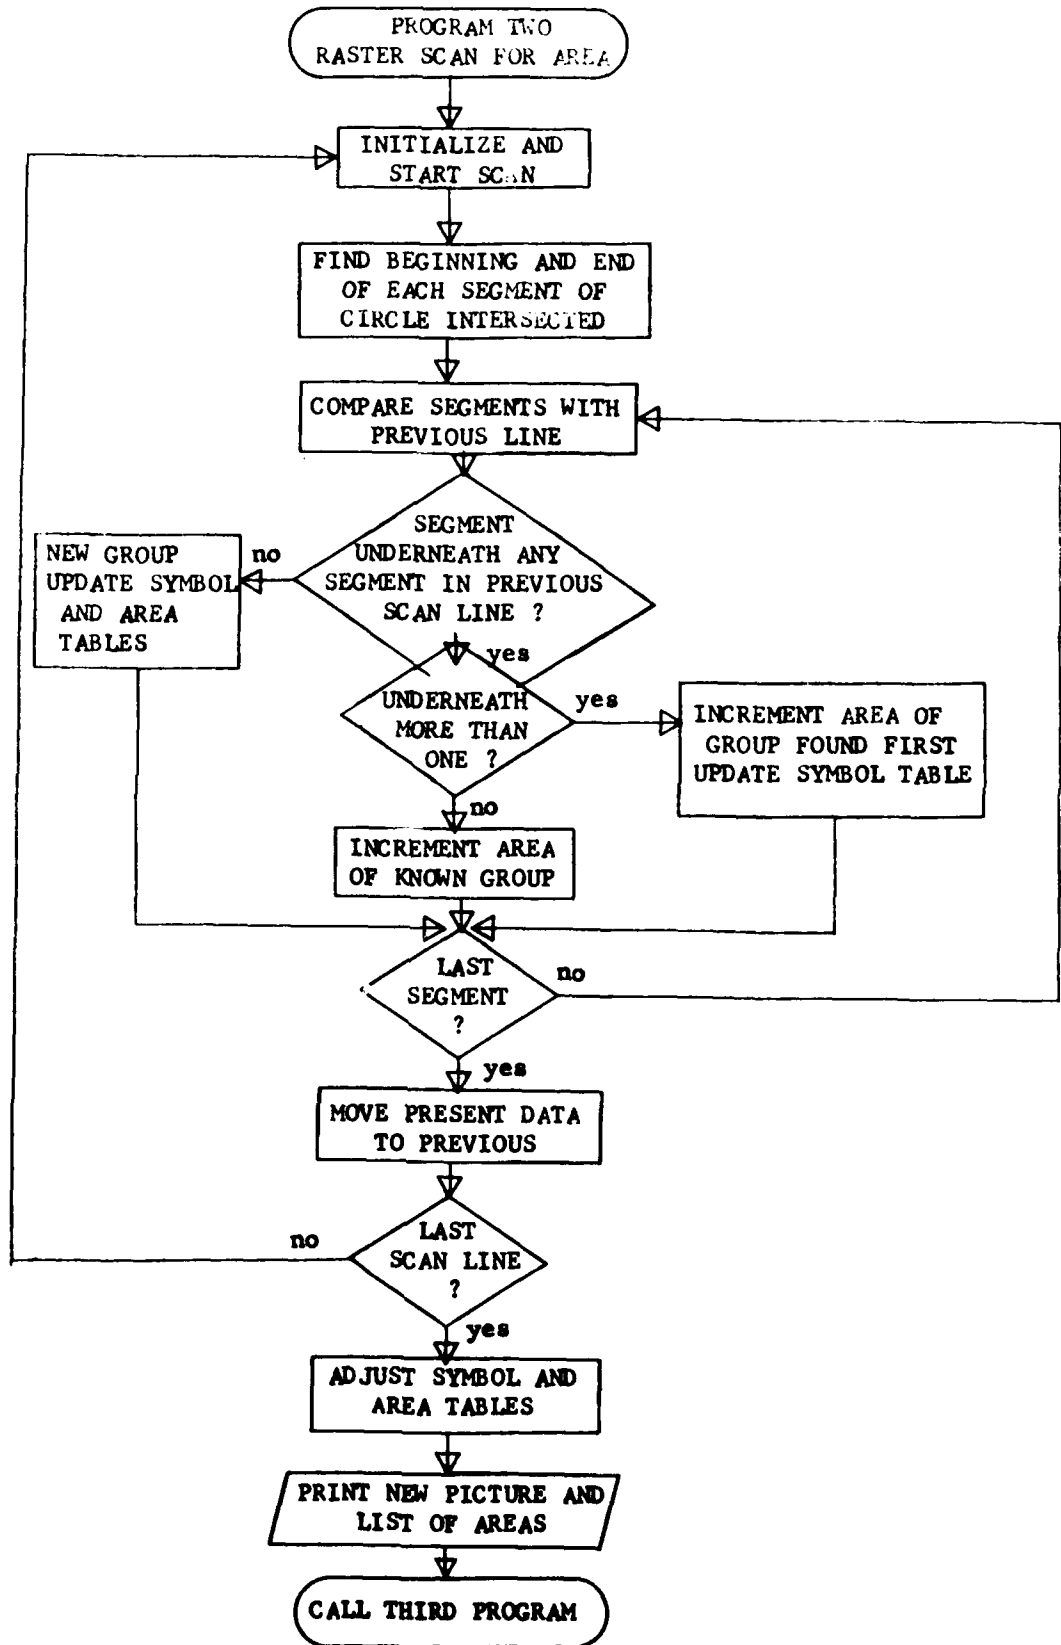 PROGRAM TWO
RASTER SCAN FOR AREA
INITIALIZE AND
START SCAN
FIND BEGINNING AND END
OF EACH SEGMENT OF
CIRCLE INTERSECTED
COMPARE SEGMENTS WITH
PREVIOUS LINE
SEGMENT
UNDERNEATH ANY
SEGMENT IN PREVIOUS
SCAN LINE ?
no
NEW GROUP
UPDATE SYMBOL
AND AREA
TABLES
yes
UNDERNEATH
MORE THAN
ONE ?
yes
INCREMENT AREA OF
GROUP FOUND FIRST
UPDATE SYMBOL TABLE
no
INCREMENT AREA
OF KNOWN GROUP
LAST
SEGMENT
?
no
yes
MOVE PRESENT DATA
TO PREVIOUS
LAST
SCAN LINE
?
no
yes
ADJUST SYMBOL AND
AREA TABLES
PRINT NEW PICTURE AND
LIST OF AREAS
CALL THIRD PROGRAM